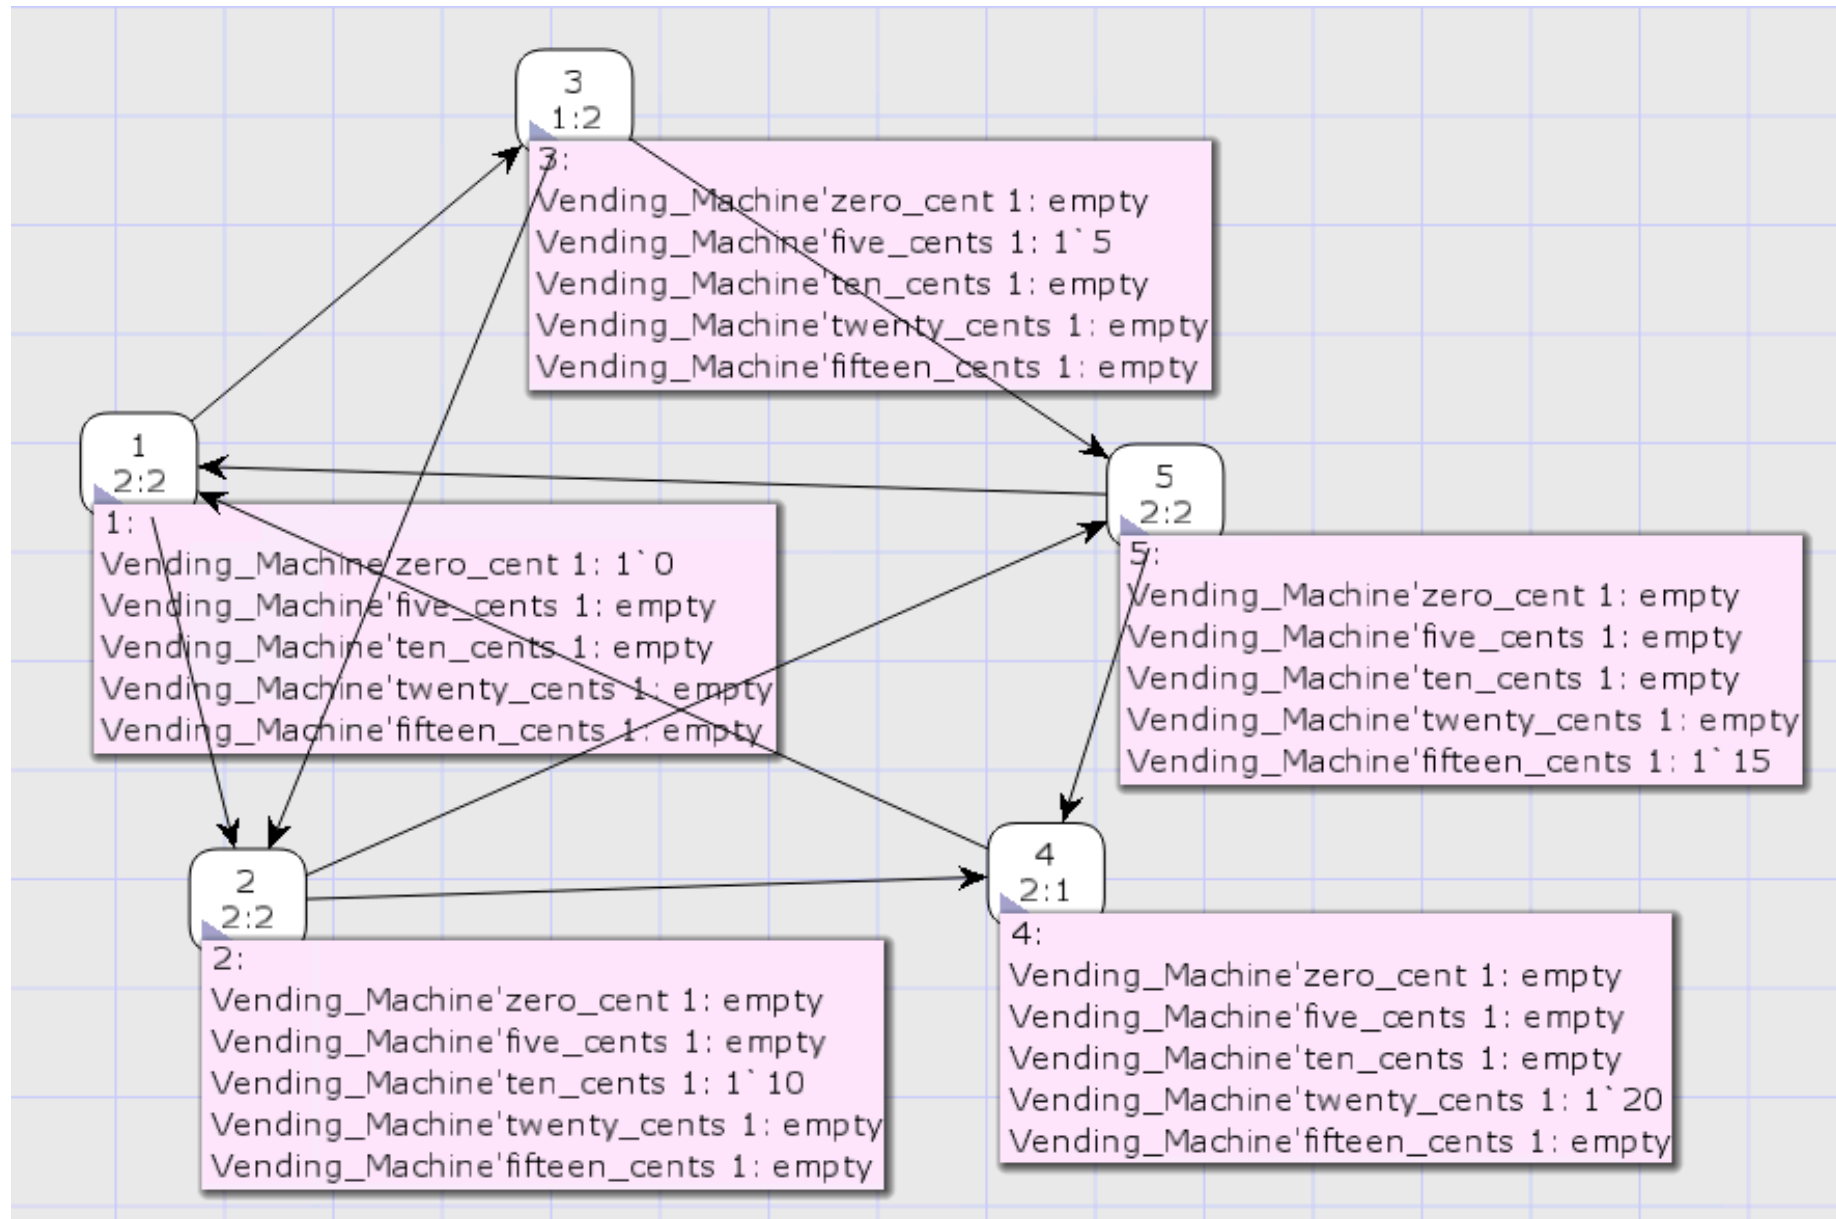 3
1:2
3:
Vending_Machine'zero_cent 1: empty
Vending_Machine'five_cents 1: 1`5
Vending_Machine'ten_cents 1: empty
Vending_Machine'twenty_cents 1: empty
Vending_Machine'fifteen_cents 1: empty
1
2:2
1:
Vending_Machine'zero_cent 1: 1`0
Vending_Machine'five_cents 1: empty
Vending_Machine'ten_cents 1: empty
Vending_Machine'twenty_cents 1: empty
Vending_Machine'fifteen_cents 1: empty
5
2:2
5:
Vending_Machine'zero_cent 1: empty
Vending_Machine'five_cents 1: empty
Vending_Machine'ten_cents 1: empty
Vending_Machine'twenty_cents 1: empty
Vending_Machine'fifteen_cents 1: 1`15
2
2:2
2:
Vending_Machine'zero_cent 1: empty
Vending_Machine'five_cents 1: empty
Vending_Machine'ten_cents 1: 1`10
Vending_Machine'twenty_cents 1: empty
Vending_Machine'fifteen_cents 1: empty
4
2:1
4:
Vending_Machine'zero_cent 1: empty
Vending_Machine'five_cents 1: empty
Vending_Machine'ten_cents 1: empty
Vending_Machine'twenty_cents 1: 1`20
Vending_Machine'fifteen_cents 1: empty